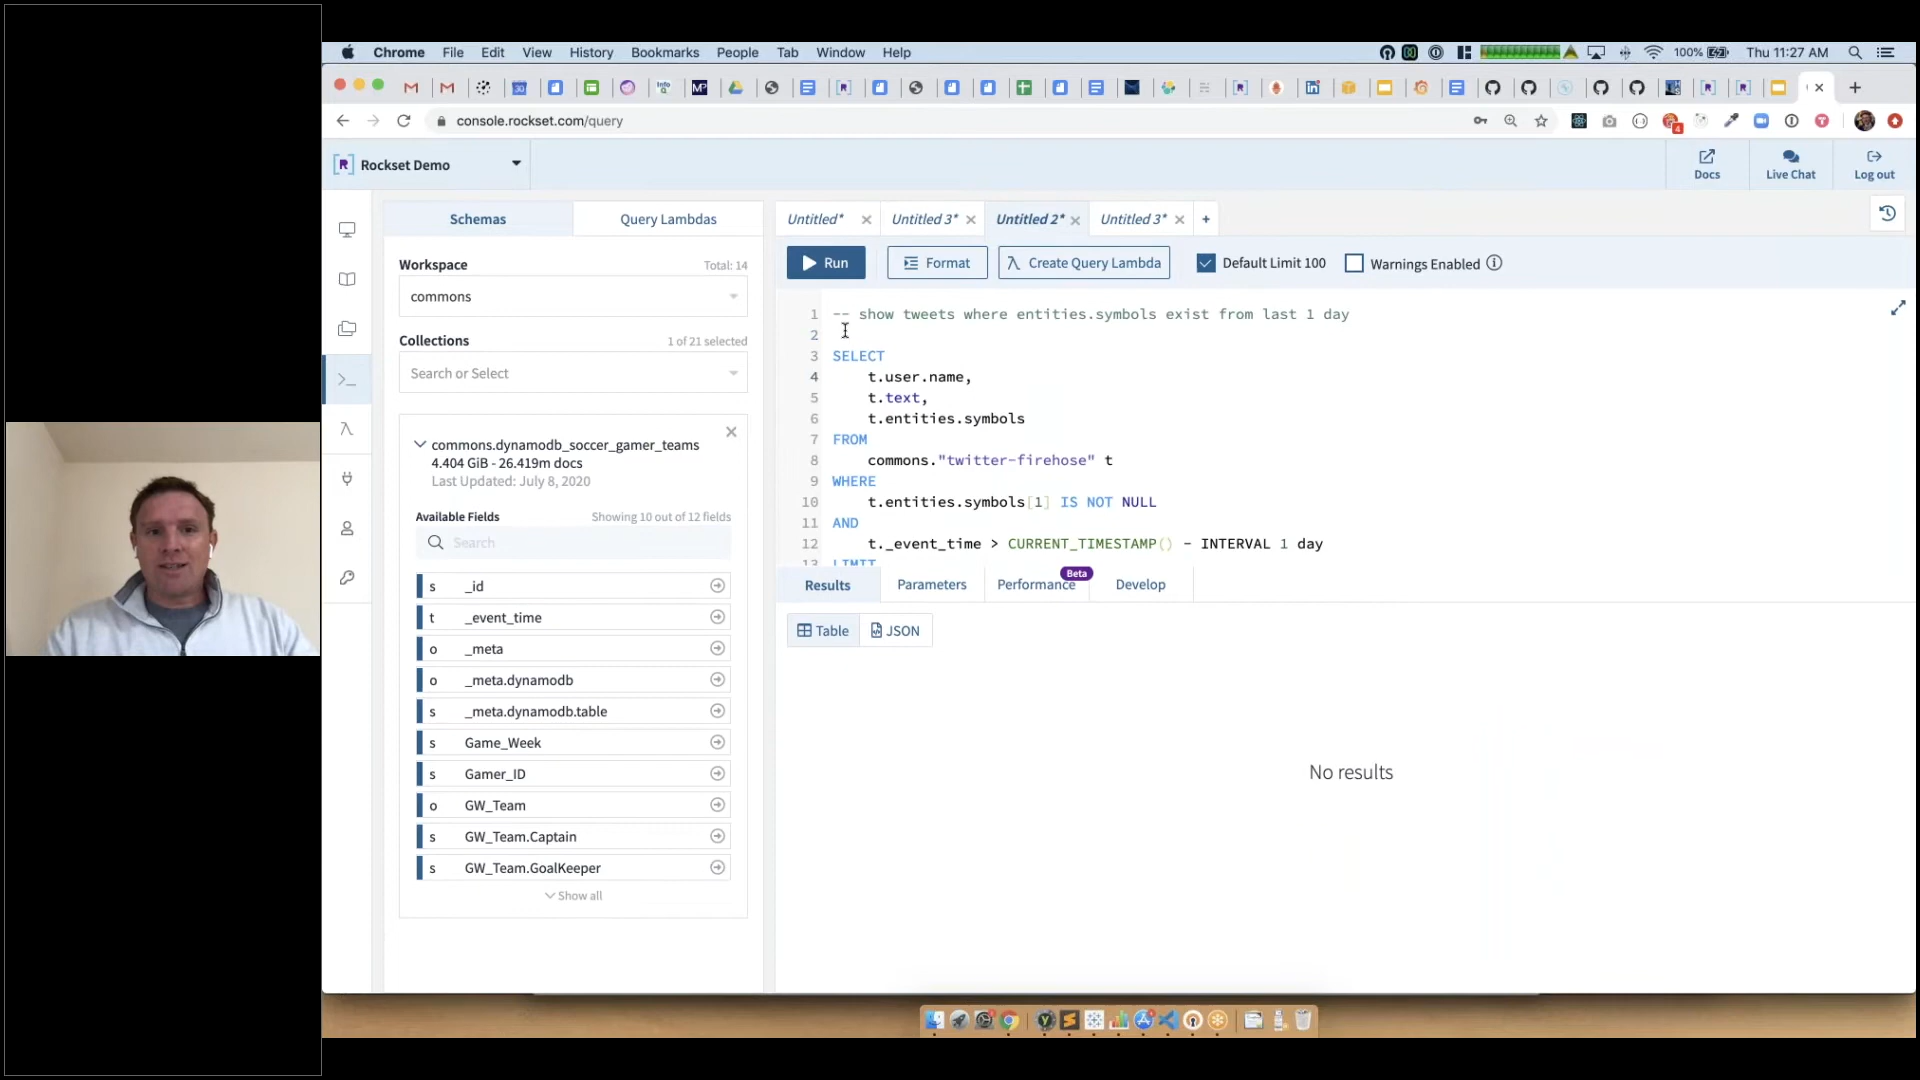 Chrome File Edit View History Bookmarks People Tab Window Help 100% Thu 11:27 AM
console.rockset.com/query
[R] Rockset Demo
Docs
Live Chat
Log out
Schemas
Query Lambdas
Untitled*
Untitled 3*
Untitled 2*
Untitled 3*
Run
Format
Create Query Lambda
Default Limit 100
Warnings Enabled
Workspace
Total: 14
commons
Collections
1 of 21 selected
Search or Select
commons.dynamodb_soccer_gamer_teams
4.404 GiB - 26.419m docs
Last Updated: July 8, 2020
Available Fields
Showing 10 out of 12 fields
Search
s _id
t _event_time
o _meta
o _meta.dynamodb
s _meta.dynamodb.table
s Game_Week
s Gamer_ID
o GW_Team
s GW_Team.Captain
s GW_Team.GoalKeeper
Show all
1 -- show tweets where entities.symbols exist from last 1 day
2
3 SELECT
4 t.user.name,
5 t.text,
6 t.entities.symbols
7 FROM
8 commons."twitter-firehose" t
9 WHERE
10 t.entities.symbols[1] IS NOT NULL
11 AND
12 t._event_time > CURRENT_TIMESTAMP() - INTERVAL 1 day
13 LIMIT
Results
Parameters
Performance
Beta
Develop
Table
JSON
No results